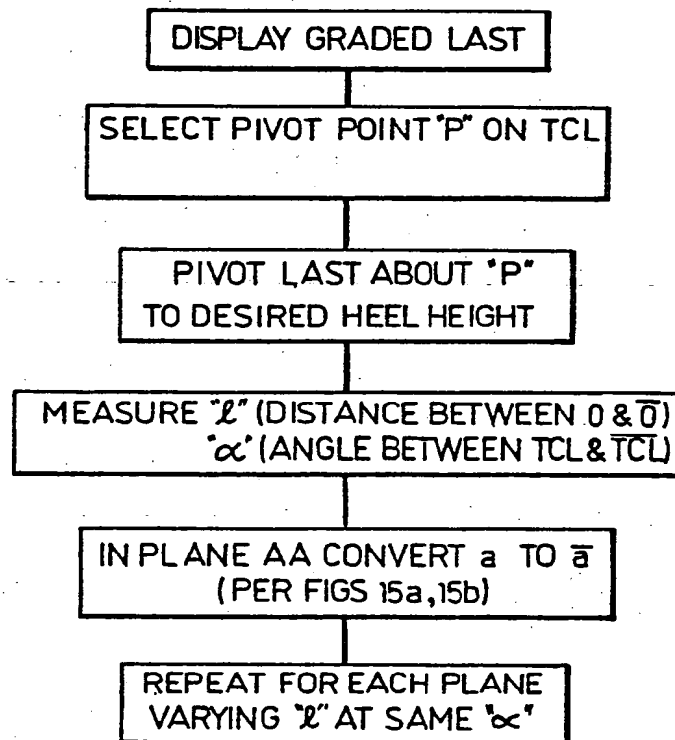 DISPLAY GRADED LAST
SELECT PIVOT POINT "P" ON TCL
PIVOT LAST ABOUT "P"
TO DESIRED HEEL HEIGHT
MEASURE "ℓ" (DISTANCE BETWEEN O & O̅)
"α" (ANGLE BETWEEN TCL & T̅C̅L̅)
IN PLANE AA CONVERT a TO a̅
(PER FIGS 15a, 15b)
REPEAT FOR EACH PLANE
VARYING "ℓ" AT SAME "α"